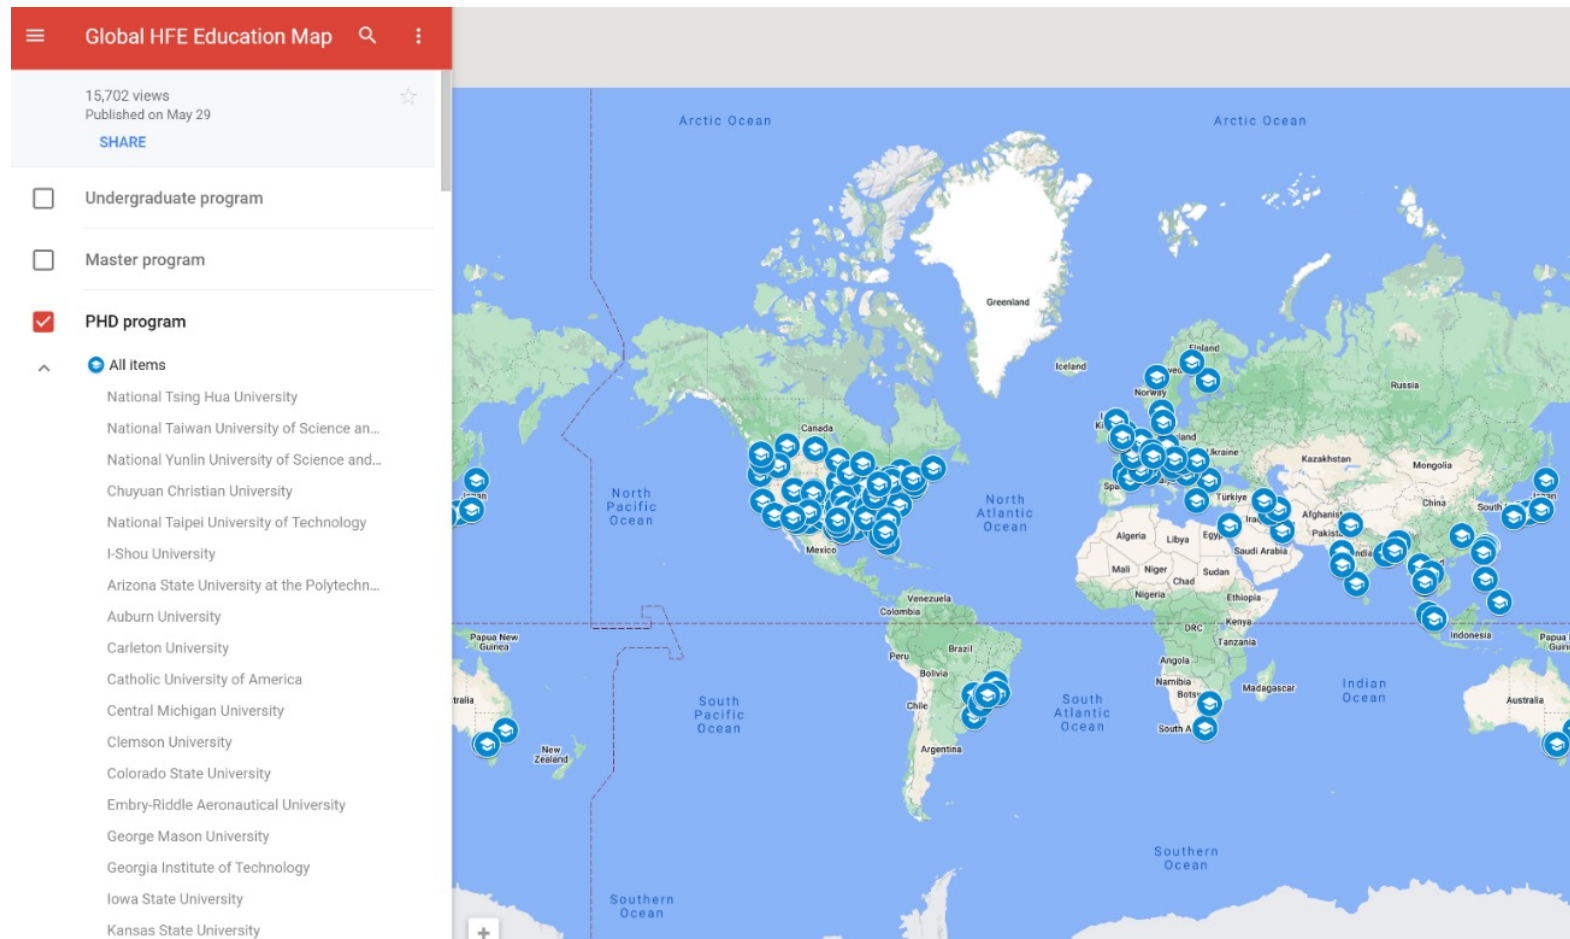 Global HFE Education Map
15,702 views
Published on May 29
SHARE
Undergraduate program
Master program
PHD program
All items
National Tsing Hua University
National Taiwan University of Science an...
National Yunlin University of Science and...
Chuyuan Christian University
National Taipei University of Technology
I-Shou University
Arizona State University at the Polytechn...
Auburn University
Carleton University
Catholic University of America
Central Michigan University
Clemson University
Colorado State University
Embry-Riddle Aeronautical University
George Mason University
Georgia Institute of Technology
Iowa State University
Kansas State University
Arctic Ocean
Arctic Ocean
Greenland
Iceland
Finland
Norway
Russia
Canada
Ukraine
Kazakhstan
Mongolia
North
Pacific
Ocean
North
Atlantic
Ocean
Türkiye
China
South
Algeria
Libya
Saudi Arabia
Mexico
Mali
Niger
Chad
Sudan
Nigeria
Ethiopia
Venezuela
Colombia
DRC
Kenya
Tanzania
Indonesia
Papua New
Guinea
Peru
Brazil
Bolivia
Angola
Namibia
Madagascar
Indian
Ocean
Chile
South
Pacific
Ocean
South
Atlantic
Ocean
Australia
tralia
South A
New
Zealand
Argentina
Southern
Ocean
Southern
Ocean